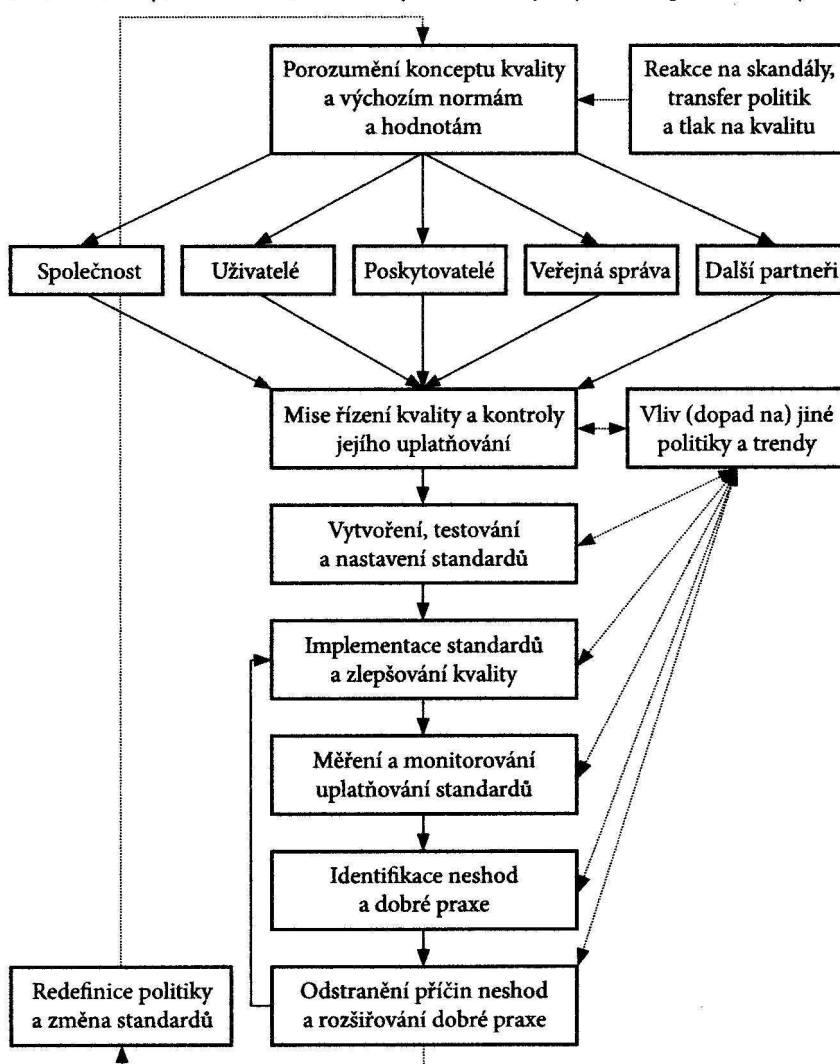 Porozumění konceptu kvality
a výchozím normám
a hodnotám
Reakce na skandály,
transfer politik
a tlak na kvalitu
Společnost
Uživatelé
Poskytovatelé
Veřejná správa
Další partneři
Mise řízení kvality a kontroly
jejího uplatňování
Vliv (dopad na) jiné
politiky a trendy
Vytvoření, testování
a nastavení standardů
Implementace standardů
a zlepšování kvality
Měření a monitorování
uplatňování standardů
Identifikace neshod
a dobré praxe
Redefinice politiky
a změna standardů
Odstranění příčin neshod
a rozšiřování dobré praxe